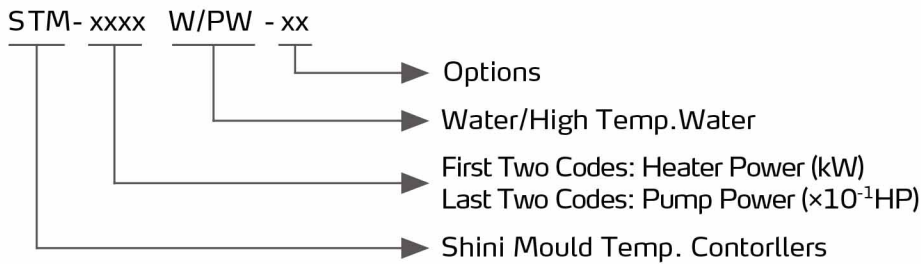 STM- xxxx W/PW - xx
Options
Water/High Temp.Water
First Two Codes: Heater Power (kW)
Last Two Codes: Pump Power (×10⁻¹HP)
Shini Mould Temp. Contorllers